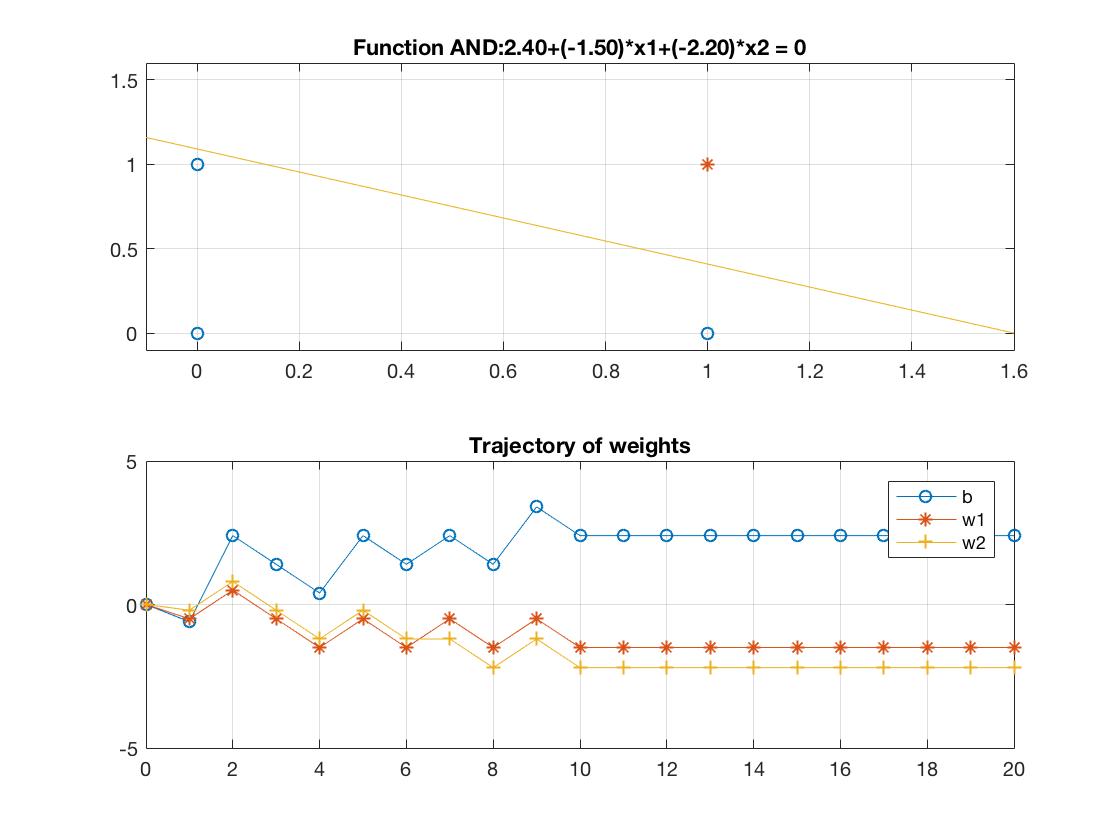 Function AND:2.40+(-1.50)*x1+(-2.20)*x2 = 0
1.5
1
0.5
0
0 0.2 0.4 0.6 0.8 1 1.2 1.4 1.6
Trajectory of weights
5
0
-5
b
w1
w2
0 2 4 6 8 10 12 14 16 18 20